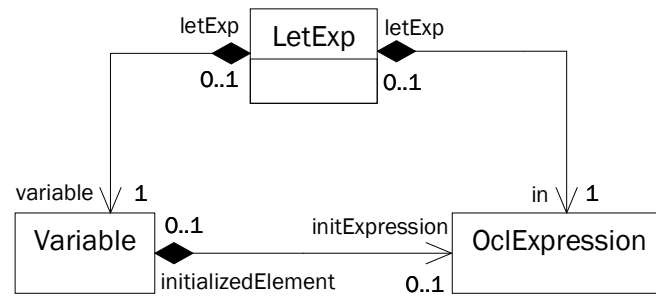 letExp
LetExp
letExp
0..1
0..1
variable
1
in
1
Variable
0..1
initExpression
OclExpression
initializedElement
0..1